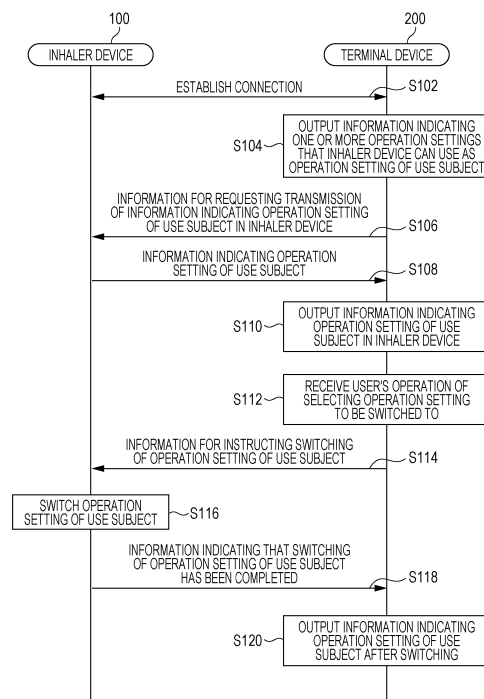 100
200
INHALER DEVICE
TERMINAL DEVICE
ESTABLISH CONNECTION
S102
S104
OUTPUT INFORMATION INDICATING
ONE OR MORE OPERATION SETTINGS
THAT INHALER DEVICE CAN USE AS
OPERATION SETTING OF USE SUBJECT
INFORMATION FOR REQUESTING TRANSMISSION
OF INFORMATION INDICATING OPERATION SETTING
OF USE SUBJECT IN INHALER DEVICE
S106
INFORMATION INDICATING OPERATION
SETTING OF USE SUBJECT
S108
S110
OUTPUT INFORMATION INDICATING
OPERATION SETTING OF USE
SUBJECT IN INHALER DEVICE
S112
RECEIVE USER'S OPERATION OF
SELECTING OPERATION SETTING
TO BE SWITCHED TO
INFORMATION FOR INSTRUCTING SWITCHING
OF OPERATION SETTING OF USE SUBJECT
S114
SWITCH OPERATION
SETTING OF USE SUBJECT
S116
INFORMATION INDICATING THAT SWITCHING
OF OPERATION SETTING OF USE SUBJECT
HAS BEEN COMPLETED
S118
S120
OUTPUT INFORMATION INDICATING
OPERATION SETTING OF USE
SUBJECT AFTER SWITCHING